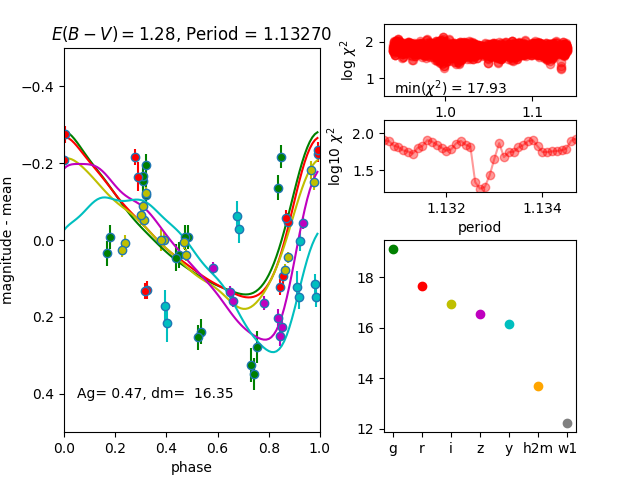 E(B − V) = 1.28, Period = 1.13270
−0.4
−0.2
0.0
0.2
0.4
magnitude - mean
Ag= 0.47, dm=  16.35
0.0 0.2 0.4 0.6 0.8 1.0
phase
log χ²
2
1
min(χ²) = 17.93
1.0 1.1
log10 χ²
2.0
1.5
1.132 1.134
period
18
16
14
12
g r i z y h2m w1